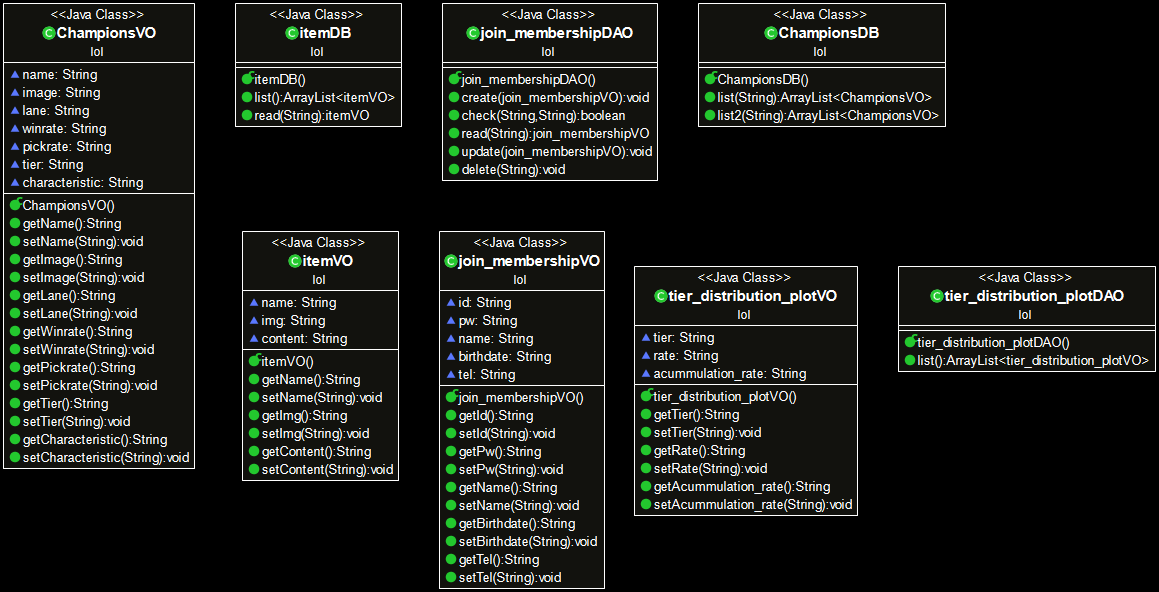 <<Java Class>>
ChampionsVO
lol
name: String
image: String
lane: String
winrate: String
pickrate: String
tier: String
characteristic: String
ChampionsVO()
getName():String
setName(String):void
getImage():String
setImage(String):void
getLane():String
setLane(String):void
getWinrate():String
setWinrate(String):void
getPickrate():String
setPickrate(String):void
getTier():String
setTier(String):void
getCharacteristic():String
setCharacteristic(String):void
<<Java Class>>
itemDB
lol
itemDB()
list():ArrayList<itemVO>
read(String):itemVO
<<Java Class>>
join_membershipDAO
lol
join_membershipDAO()
create(join_membershipVO):void
check(String,String):boolean
read(String):join_membershipVO
update(join_membershipVO):void
delete(String):void
<<Java Class>>
ChampionsDB
lol
ChampionsDB()
list(String):ArrayList<ChampionsVO>
list2(String):ArrayList<ChampionsVO>
<<Java Class>>
itemVO
lol
name: String
img: String
content: String
itemVO()
getName():String
setName(String):void
getImg():String
setImg(String):void
getContent():String
setContent(String):void
<<Java Class>>
join_membershipVO
lol
id: String
pw: String
name: String
birthdate: String
tel: String
join_membershipVO()
getId():String
setId(String):void
getPw():String
setPw(String):void
getName():String
setName(String):void
getBirthdate():String
setBirthdate(String):void
getTel():String
setTel(String):void
<<Java Class>>
tier_distribution_plotVO
lol
tier: String
rate: String
acummulation_rate: String
tier_distribution_plotVO()
getTier():String
setTier(String):void
getRate():String
setRate(String):void
getAcummulation_rate():String
setAcummulation_rate(String):void
<<Java Class>>
tier_distribution_plotDAO
lol
tier_distribution_plotDAO()
list():ArrayList<tier_distribution_plotVO>